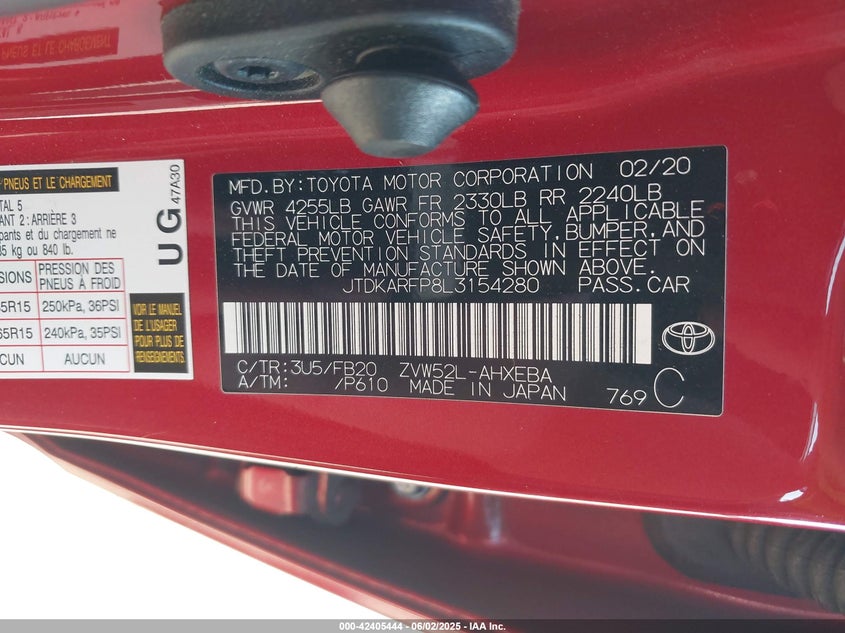 PNEUS ET LE CHARGEMENT
TAL 5
ANT 2 : ARRIÈRE 3
pants et du chargement ne
35 kg ou 840 lb.
NSIONS
PRESSION DES
PNEUS À FROID
65R15
250kPa, 36PSI
65R15
240kPa, 35PSI
CUN
AUCUN
VOIR LE MANUEL
DE L'USAGER
POUR PLUS DE
RENSEIGNEMENTS.
UG 47A30
MFD.BY:TOYOTA MOTOR CORPORATION 02/20
GVWR 4255LB GAWR FR 2330LB RR 2240LB
THIS VEHICLE CONFORMS TO ALL APPLICABLE
FEDERAL MOTOR VEHICLE SAFETY,BUMPER,AND
THEFT PREVENTION STANDARDS IN EFFECT ON
THE DATE OF MANUFACTURE SHOWN ABOVE.
JTDKARFP8L3154280 PASS.CAR
C/TR:3U5/FB20 ZVW52L-AHXEBA
A/TM: /P610 MADE IN JAPAN 769 C
000-42405444 - 06/02/2025 - IAA Inc.